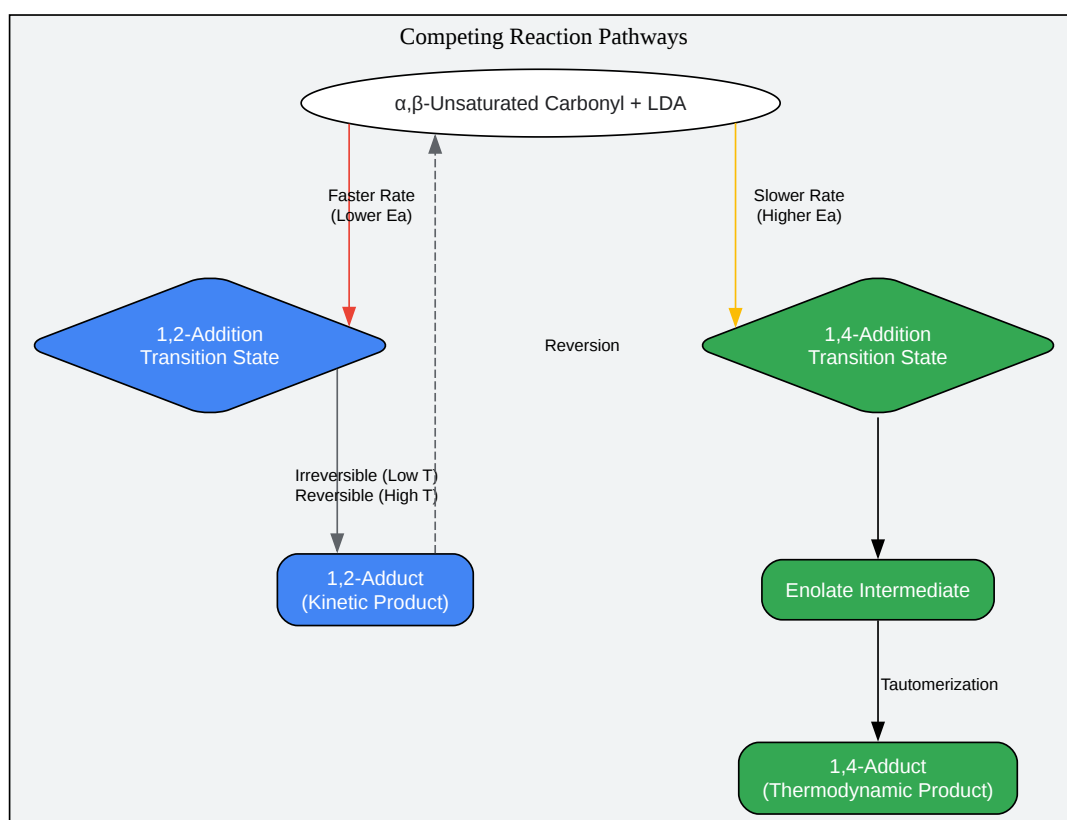 Competing Reaction Pathways
α,β-Unsaturated Carbonyl + LDA
Faster Rate
(Lower Ea)
Slower Rate
(Higher Ea)
1,2-Addition
Transition State
Reversion
1,4-Addition
Transition State
Irreversible (Low T)
Reversible (High T)
1,2-Adduct
(Kinetic Product)
Enolate Intermediate
Tautomerization
1,4-Adduct
(Thermodynamic Product)